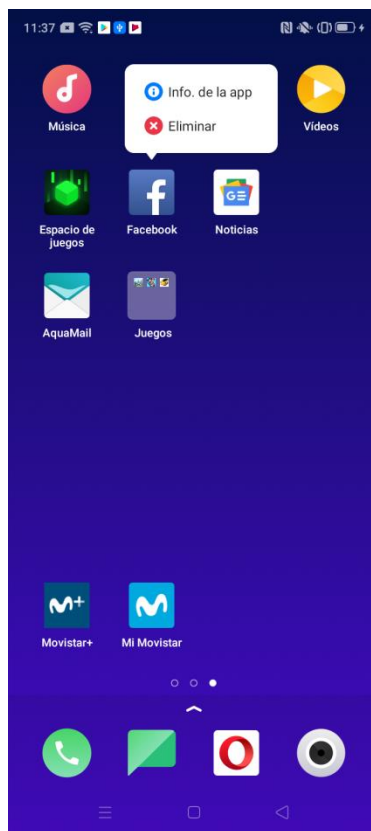 11:37
Info. de la app
Eliminar
Música
Vídeos
Espacio de
juegos
Facebook
Noticias
GE
AquaMail
Juegos
Movistar+
Mi Movistar